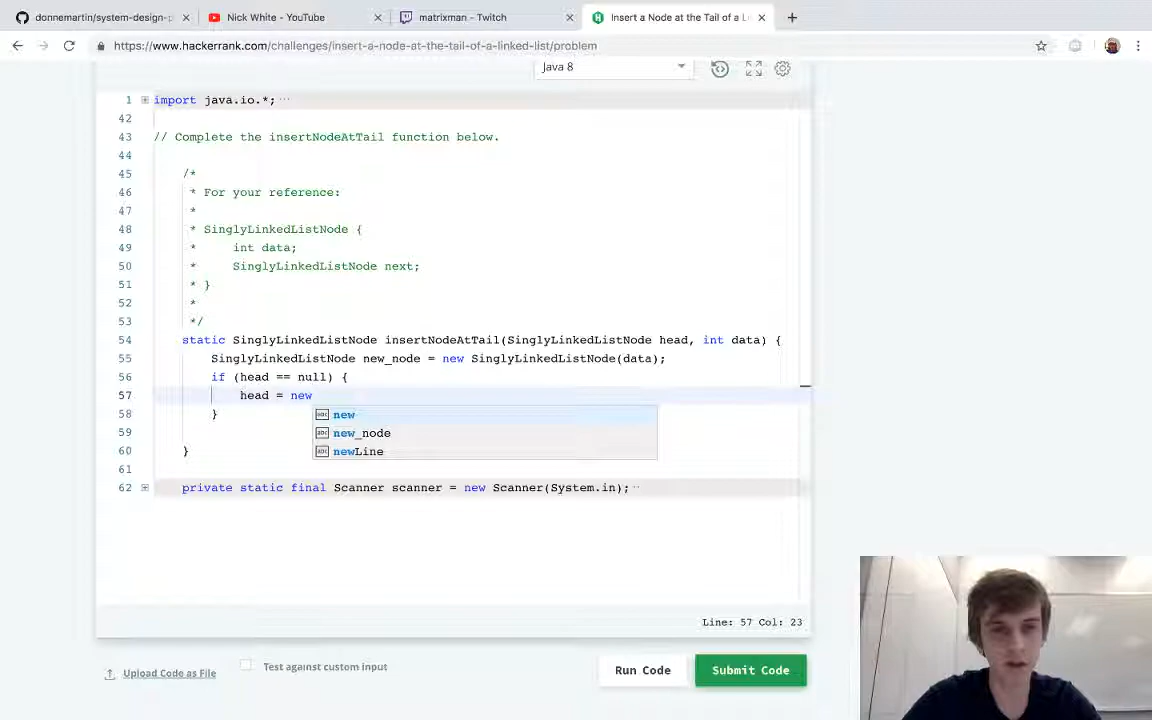 donnemartin/system-design-p
Nick White - YouTube
matrixman - Twitch
Insert a Node at the Tail of a L
https://www.hackerrank.com/challenges/insert-a-node-at-the-tail-of-a-linked-list/problem
Java 8
1 import java.io.*;
42
43 // Complete the insertNodeAtTail function below.
44
45 /*
46 * For your reference:
47 *
48 * SinglyLinkedListNode {
49 * int data;
50 * SinglyLinkedListNode next;
51 * }
52 *
53 */
54 static SinglyLinkedListNode insertNodeAtTail(SinglyLinkedListNode head, int data) {
55 SinglyLinkedListNode new_node = new SinglyLinkedListNode(data);
56 if (head == null) {
57 head = new
58 }
abc new
59
abc new_node
60 }
abc newLine
61
62 private static final Scanner scanner = new Scanner(System.in);
Line: 57 Col: 23
Upload Code as File
Test against custom input
Run Code
Submit Code